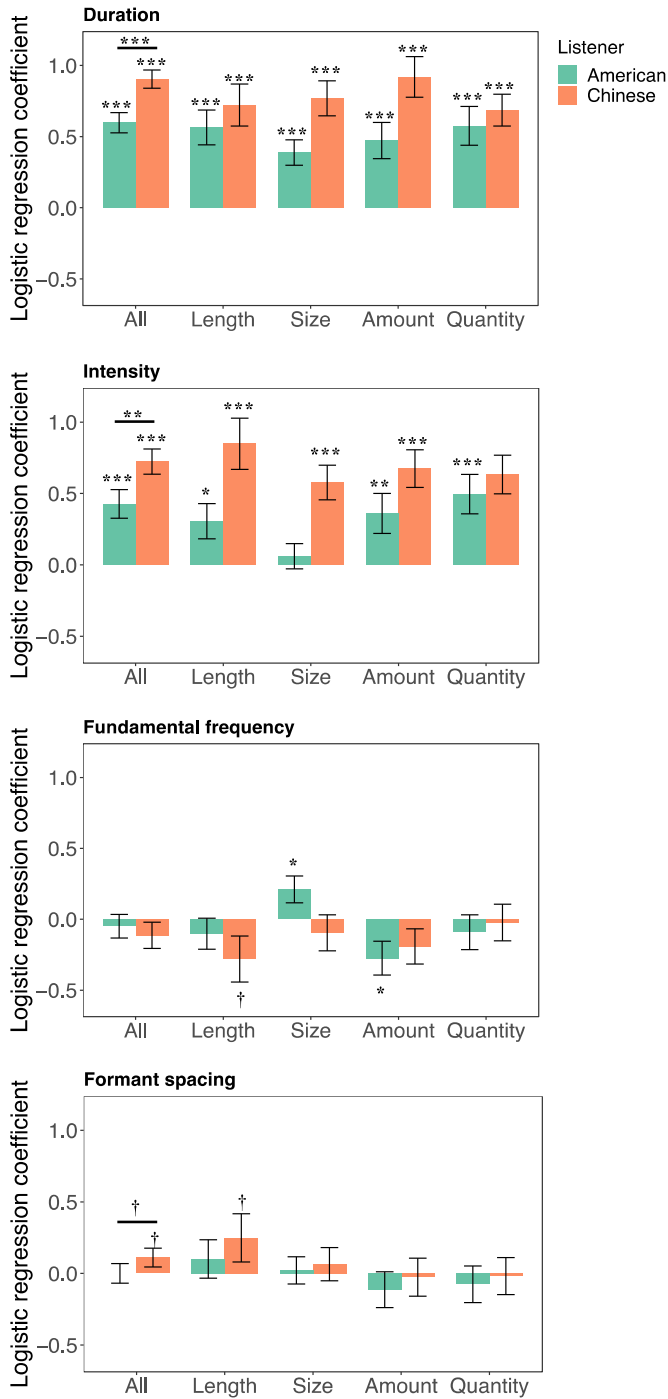 Duration
Listener
American
Chinese
Logistic regression coefficient
1.0
0.5
0.0
−0.5
***
*** ***
*** ***
*** ***
*** ***
*** ***
All Length Size Amount Quantity
Intensity
Logistic regression coefficient
1.0
0.5
0.0
−0.5
**
*** ***
* ***
***
** ***
***
All Length Size Amount Quantity
Fundamental frequency
Logistic regression coefficient
1.0
0.5
0.0
−0.5
†
*
*
All Length Size Amount Quantity
Formant spacing
Logistic regression coefficient
1.0
0.5
0.0
−0.5
†
†
†
All Length Size Amount Quantity